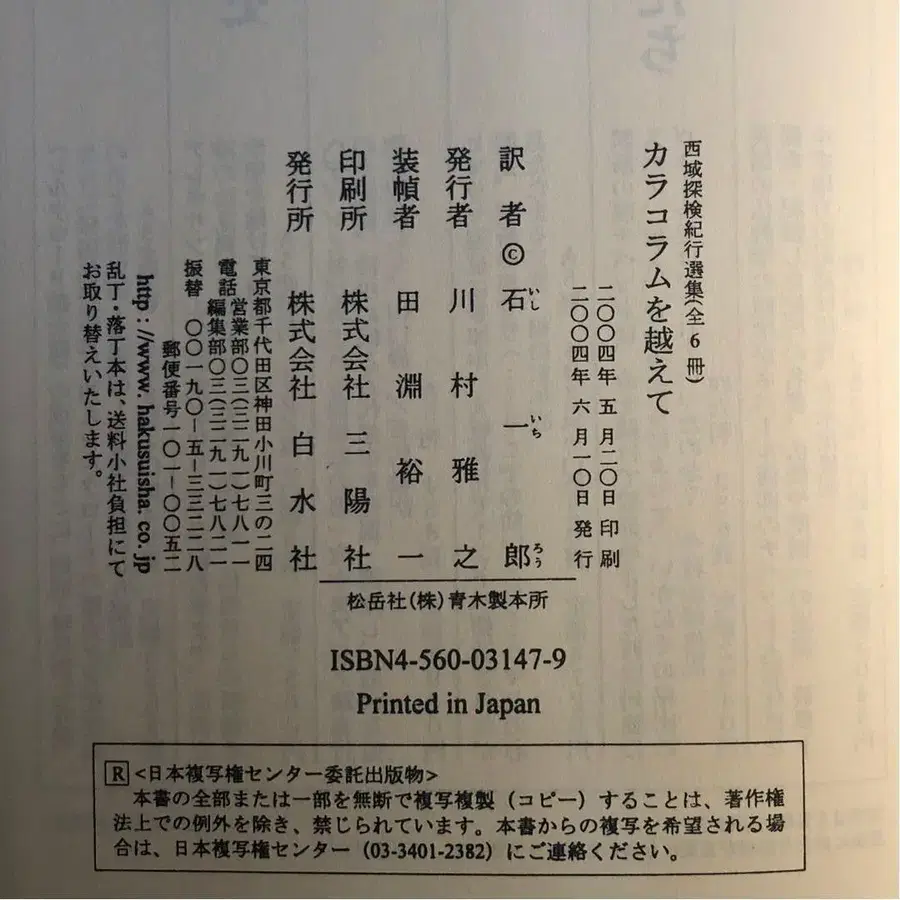 西域探検紀行選集(全6冊)
カラコラムを越えて
二〇〇四年 五 月二〇日 印刷
二〇〇四年 六 月一〇日 発行
訳 者 © 石 一 郎
いし いち ろう
発行者 川 村 雅 之
装幀者 田 淵 裕 一
印刷所 株式会社 三 陽 社
発行所 株式会社 白 水 社
東京都千代田区神田小川町三の二四
営業部〇三(三二九一)七八一一
電話
編集部〇三(三二九一)七八二一
振替 〇〇一九〇-五-三三二二八
郵便番号一〇一-〇〇五二
http://www.hakusuisha.co.jp
乱丁・落丁本は、送料小社負担にて
お取り替えいたします。
松岳社(株)青木製本所
ISBN4-560-03147-9
Printed in Japan
R <日本複写権センター委託出版物>
本書の全部または一部を無断で複写複製(コピー)することは、著作権
法上での例外を除き、禁じられています。本書からの複写を希望される場
合は、日本複写権センター(03-3401-2382)にご連絡ください。